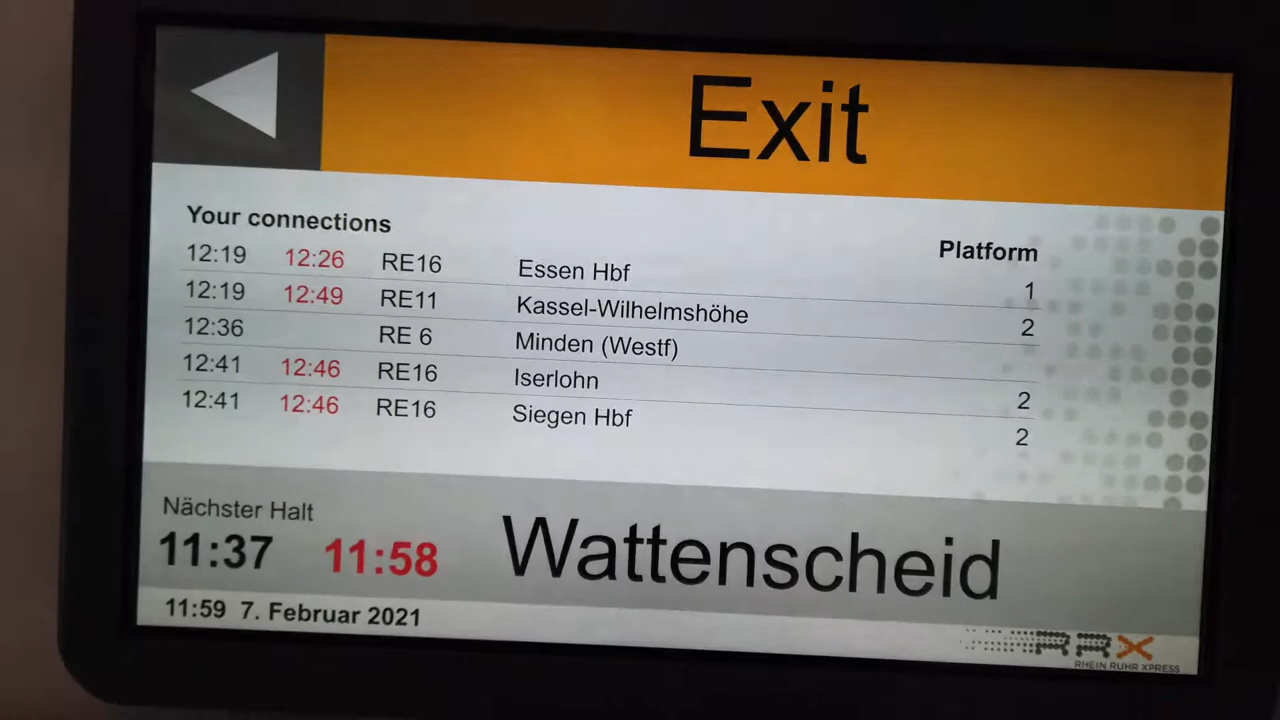 Exit
Your connections Platform
12:19 12:26 RE16 Essen Hbf 1
12:19 12:49 RE11 Kassel-Wilhelmshöhe 2
12:36 RE 6 Minden (Westf)
12:41 12:46 RE16 Iserlohn 2
12:41 12:46 RE16 Siegen Hbf 2
Nächster Halt
11:37 11:58 Wattenscheid
11:59 7. Februar 2021
RRX
RHEIN RUHR XPRESS